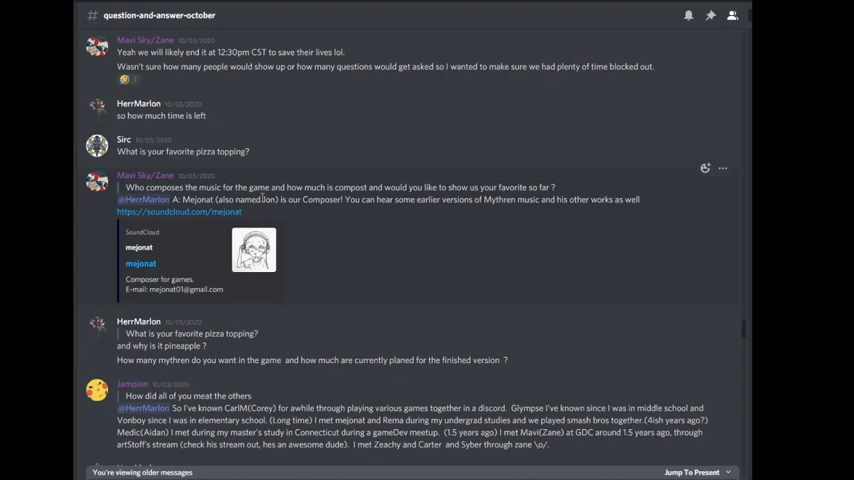 # question-and-answer-october
Mavi Sky/Zane 10/03/2020
Yeah we will likely end it at 12:30pm CST to save their lives lol.
Wasn't sure how many people would show up or how many questions would get asked so I wanted to make sure we had plenty of time blocked out.
🤣 1
HerrMarlon 10/03/2020
so how much time is left
Sirc 10/03/2020
What is your favorite pizza topping?
Mavi Sky/Zane 10/03/2020
Who composes the music for the game and how much is compost and would you like to show us your favorite so far ?
@HerrMarlon A: Mejonat (also named Jon) is our Composer! You can hear some earlier versions of Mythren music and his other works as well
https://soundcloud.com/mejonat
SoundCloud
mejonat
mejonat
Composer for games.
E-mail: mejonat01@gmail.com
HerrMarlon 10/03/2020
What is your favorite pizza topping?
and why is it pineapple ?
How many mythren do you want in the game and how much are currently planed for the finished version ?
Jampion 10/03/2020
How did all of you meat the others
@HerrMarlon So I've known CarlM(Corey) for awhile through playing various games together in a discord. Glympse I've known since I was in middle school and
Vonboy since I was in elementary school. (Long time) I met mejonat and Rema during my undergrad studies and we played smash bros together.(4ish years ago?)
Medic(Aidan) I met during my master's study in Connecticut during a gameDev meetup. (1.5 years ago) I met Mavi(Zane) at GDC around 1.5 years ago, through
artStoff's stream (check his stream out, hes an awesome dude). I met Zeachy and Carter and Syber through zane \o/.
You're viewing older messages
Jump To Present